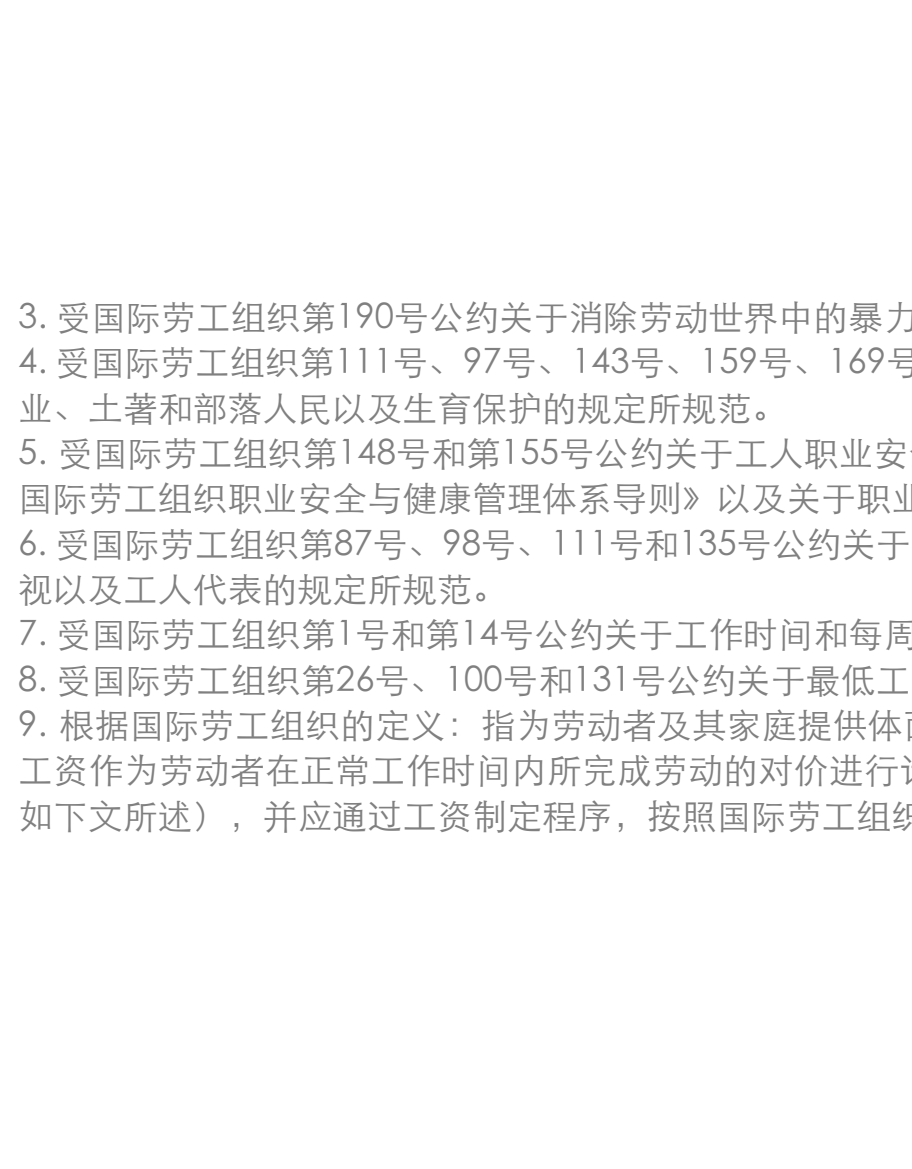 3. 受国际劳工组织第190号公约关于消除劳动世界中的暴力
4. 受国际劳工组织第111号、97号、143号、159号、169号
业、土著和部落人民以及生育保护的规定所规范。
5. 受国际劳工组织第148号和第155号公约关于工人职业安
国际劳工组织职业安全与健康管理体系导则》以及关于职业
6. 受国际劳工组织第87号、98号、111号和135号公约关于
视以及工人代表的规定所规范。
7. 受国际劳工组织第1号和第14号公约关于工作时间和每周
8. 受国际劳工组织第26号、100号和131号公约关于最低工
9. 根据国际劳工组织的定义：指为劳动者及其家庭提供体面
工资作为劳动者在正常工作时间内所完成劳动的对价进行
如下文所述），并应通过工资制定程序，按照国际劳工组织